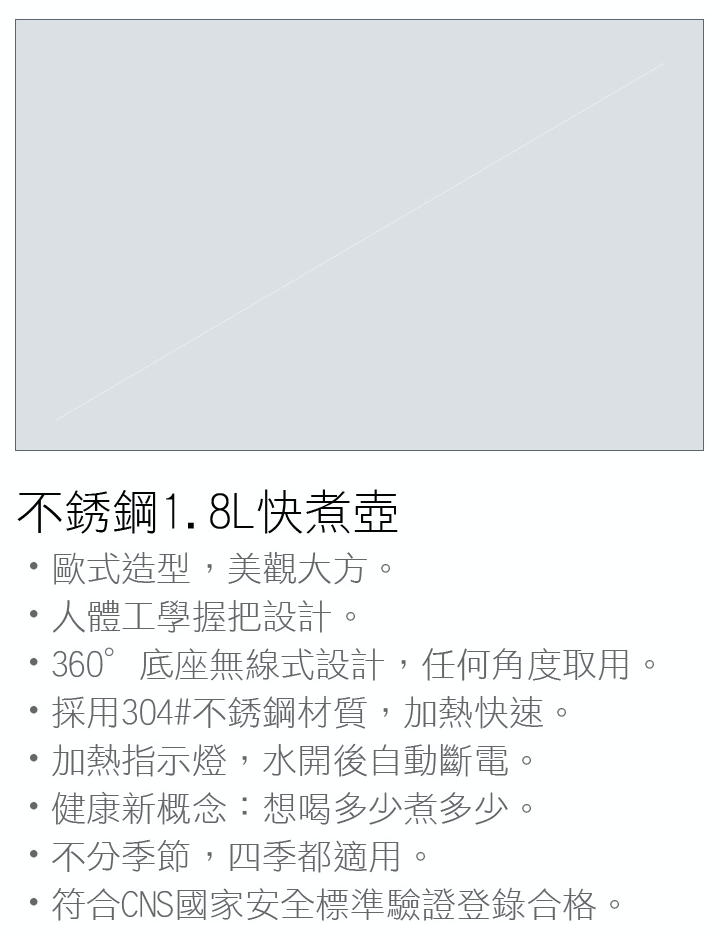 不銹鋼1.8L快煮壺
•歐式造型，美觀大方。
•人體工學握把設計。
•360°底座無線式設計，任何角度取用。
•採用304#不銹鋼材質，加熱快速。
•加熱指示燈，水開後自動斷電。
•健康新概念：想喝多少煮多少。
•不分季節，四季都適用。
•符合CNS國家安全標準驗證登錄合格。